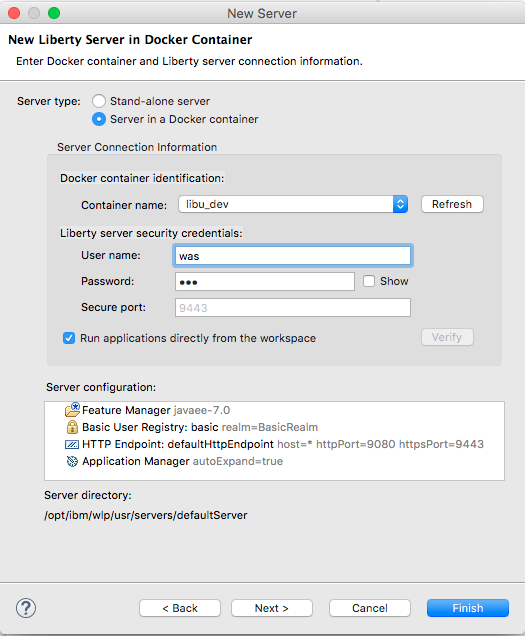 New Server
New Liberty Server in Docker Container
Enter Docker container and Liberty server connection information.
Server type: Stand-alone server
Server in a Docker container
Server Connection Information
Docker container identification:
Container name: libu_dev Refresh
Liberty server security credentials:
User name: was
Password: ●●● Show
Secure port: 9443
Run applications directly from the workspace Verify
Server configuration:
Feature Manager javaee-7.0
Basic User Registry: basic realm=BasicRealm
HTTP Endpoint: defaultHttpEndpoint host=* httpPort=9080 httpsPort=9443
Application Manager autoExpand=true
Server directory:
/opt/ibm/wlp/usr/servers/defaultServer
? < Back Next > Cancel Finish